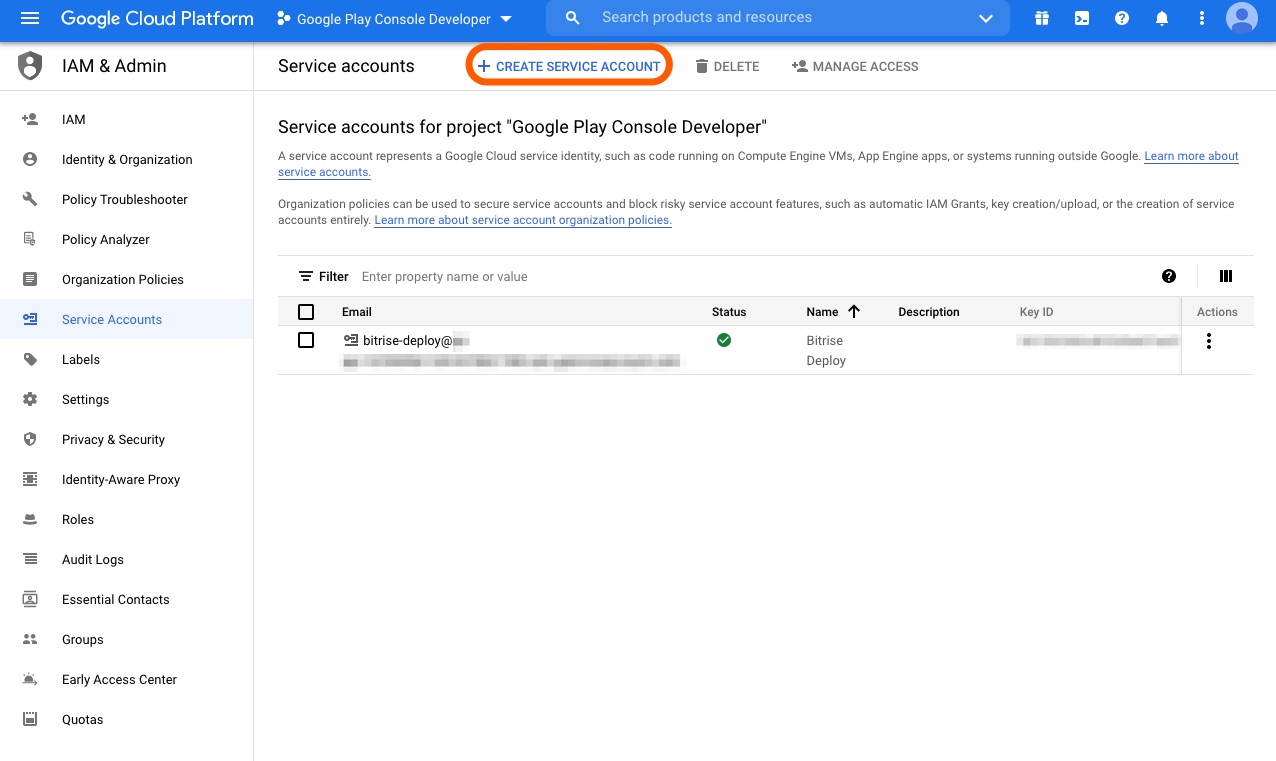 Google Cloud Platform
Google Play Console Developer
Search products and resources
IAM & Admin
Service accounts
CREATE SERVICE ACCOUNT
DELETE
MANAGE ACCESS
IAM
Identity & Organization
Policy Troubleshooter
Policy Analyzer
Organization Policies
Service Accounts
Labels
Settings
Privacy & Security
Identity-Aware Proxy
Roles
Audit Logs
Essential Contacts
Groups
Early Access Center
Quotas
Service accounts for project "Google Play Console Developer"
A service account represents a Google Cloud service identity, such as code running on Compute Engine VMs, App Engine apps, or systems running outside Google. Learn more about
service accounts.
Organization policies can be used to secure service accounts and block risky service account features, such as automatic IAM Grants, key creation/upload, or the creation of service
accounts entirely. Learn more about service account organization policies.
Filter Enter property name or value
Email Status Name Description Key ID Actions
bitrise-deploy@ Bitrise
Deploy